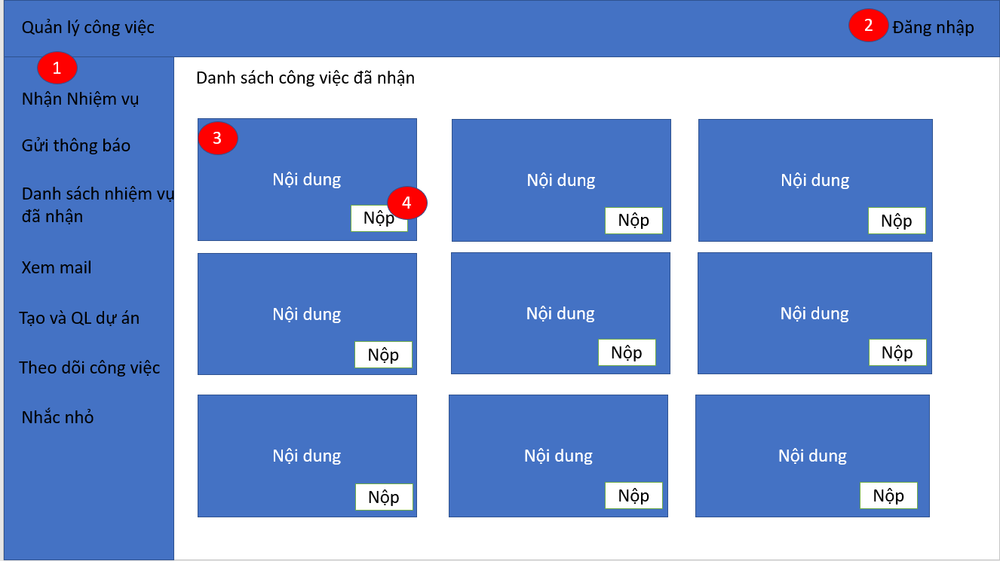 Quản lý công việc
2
Đăng nhập
1
Nhận Nhiệm vụ
Gửi thông báo
Danh sách nhiệm vụ
đã nhận
Xem mail
Tạo và QL dự án
Theo dõi công việc
Nhắc nhỏ
Danh sách công việc đã nhận
3
Nội dung
4
Nộp
Nội dung
Nộp
Nội dung
Nộp
Nội dung
Nộp
Nội dung
Nộp
Nội dung
Nộp
Nội dung
Nộp
Nội dung
Nộp
Nội dung
Nộp